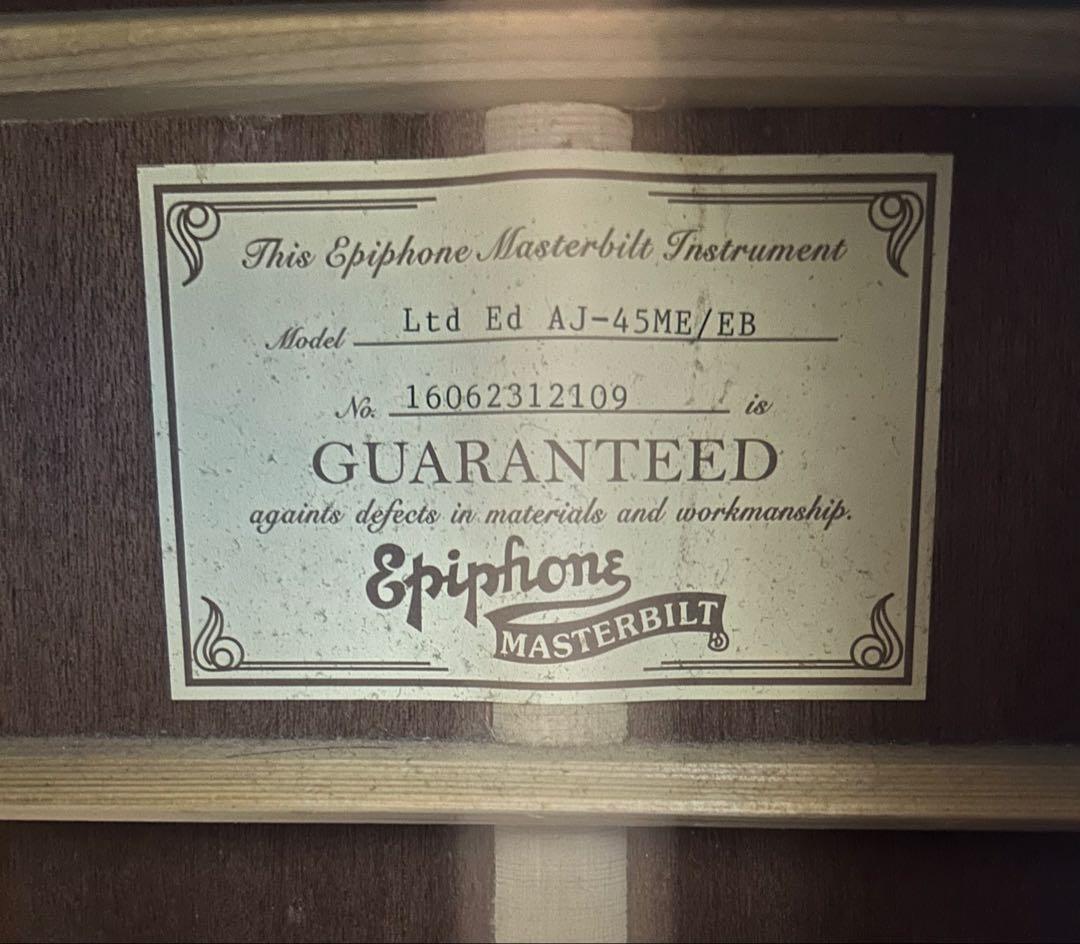 This Epiphone Masterbilt Instrument
Model Ltd Ed AJ-45ME/EB
No. 16062312109 is
GUARANTEED
againts defects in materials and workmanship.
Epiphone
MASTERBILT